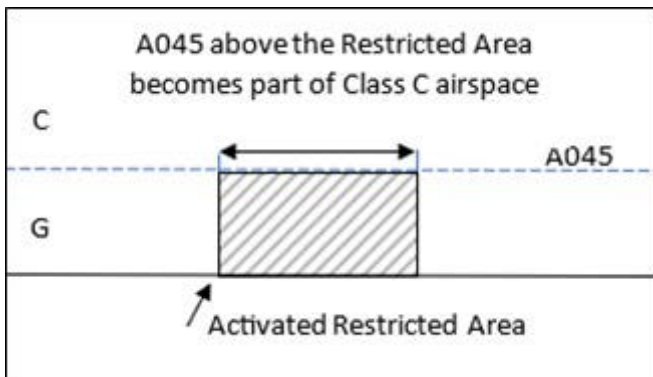 A045 above the Restricted Area
becomes part of Class C airspace
C
A045
G
Activated Restricted Area